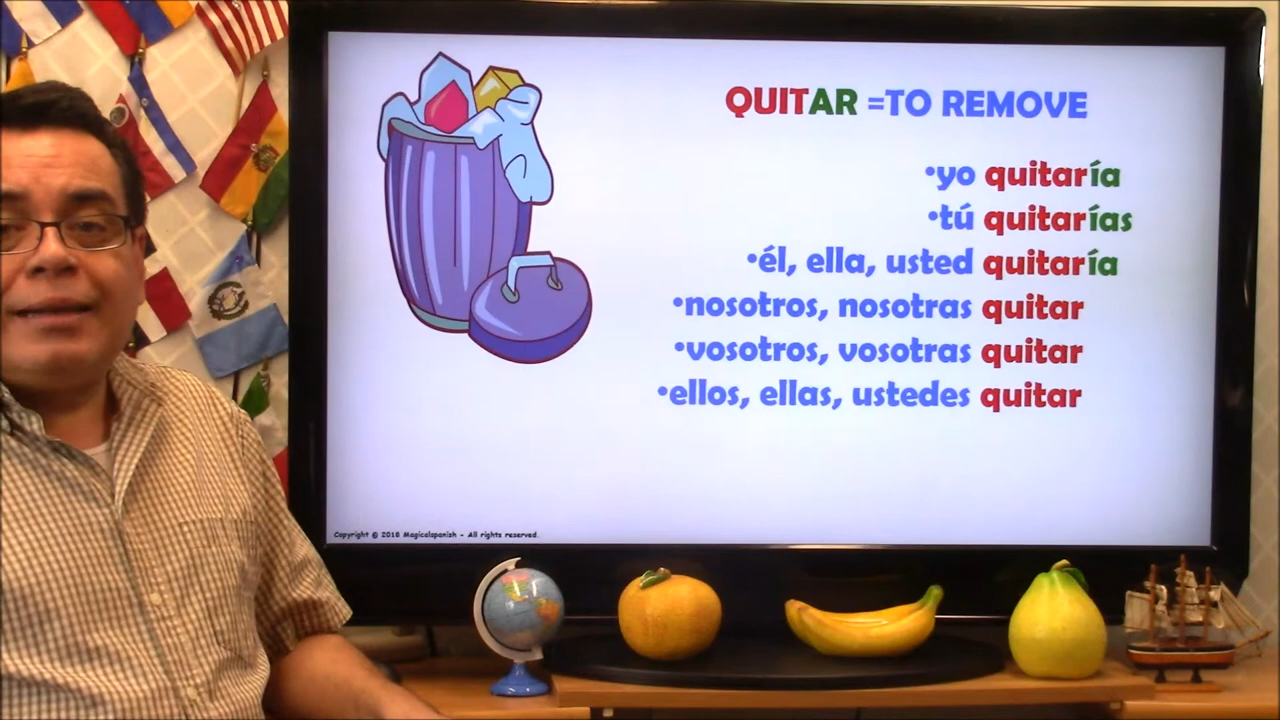 QUITAR =TO REMOVE
•yo quitaría
•tú quitarías
•él, ella, usted quitaría
•nosotros, nosotras quitar
•vosotros, vosotras quitar
•ellos, ellas, ustedes quitar
Copyright © 2016 Magicalspanish - All rights reserved.